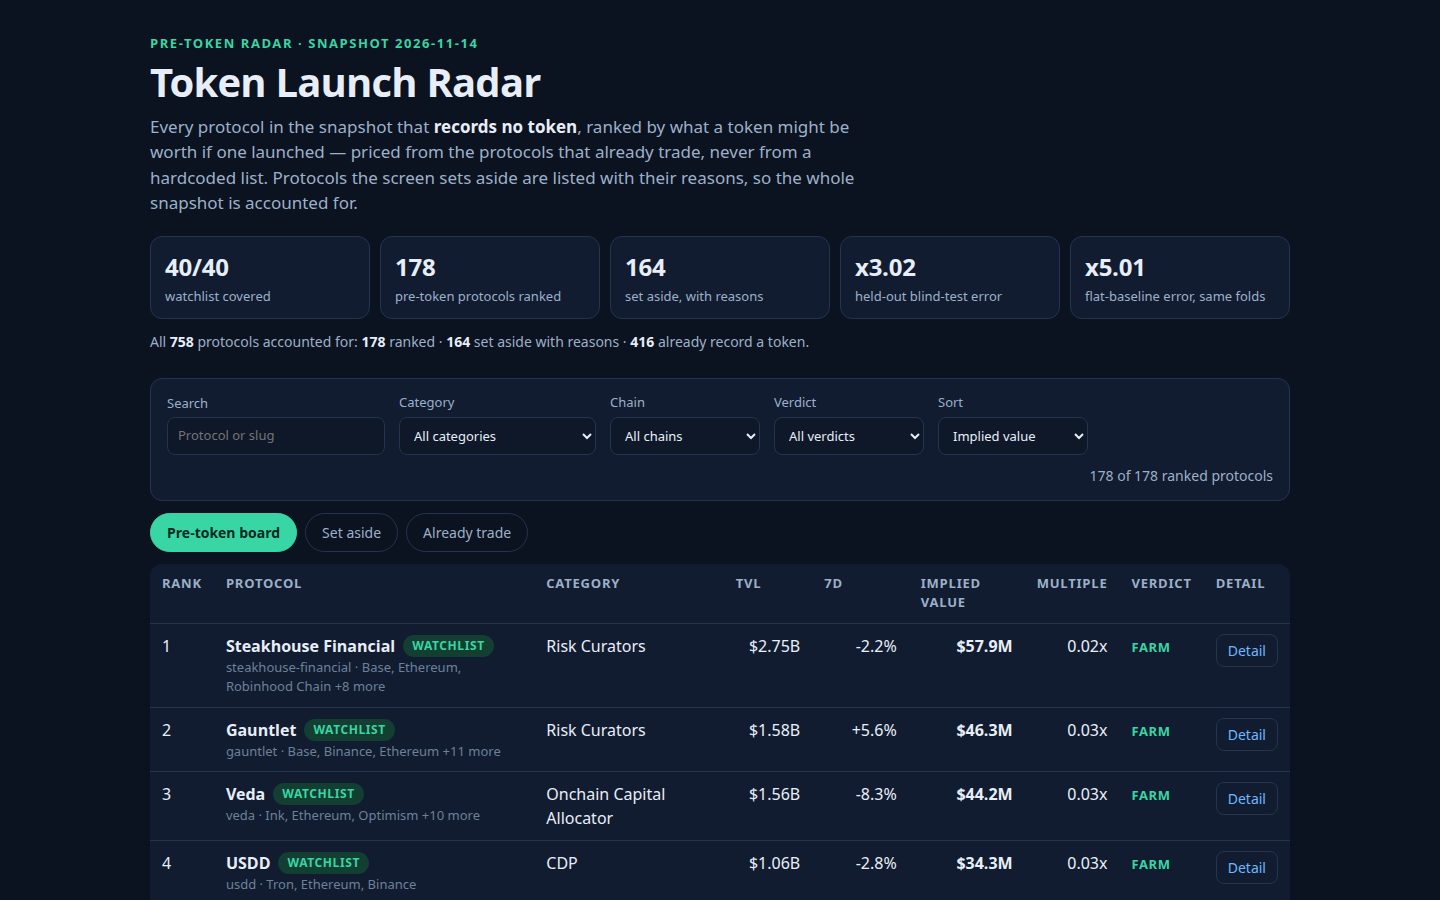 PRE-TOKEN RADAR · SNAPSHOT 2026-11-14
Token Launch Radar
Every protocol in the snapshot that records no token, ranked by what a token might be
worth if one launched — priced from the protocols that already trade, never from a
hardcoded list. Protocols the screen sets aside are listed with their reasons, so the whole
snapshot is accounted for.
40/40
watchlist covered
178
pre-token protocols ranked
164
set aside, with reasons
x3.02
held-out blind-test error
x5.01
flat-baseline error, same folds
All 758 protocols accounted for: 178 ranked · 164 set aside with reasons · 416 already record a token.
Search Category Chain Verdict Sort
Protocol or slug All categories All chains All verdicts Implied value
178 of 178 ranked protocols
Pre-token board Set aside Already trade
RANK PROTOCOL CATEGORY TVL 7D IMPLIED VALUE MULTIPLE VERDICT DETAIL
1 Steakhouse Financial WATCHLIST Risk Curators $2.75B -2.2% $57.9M 0.02x FARM Detail
steakhouse-financial · Base, Ethereum,
Robinhood Chain +8 more
2 Gauntlet WATCHLIST Risk Curators $1.58B +5.6% $46.3M 0.03x FARM Detail
gauntlet · Base, Binance, Ethereum +11 more
3 Veda WATCHLIST Onchain Capital Allocator $1.56B -8.3% $44.2M 0.03x FARM Detail
veda · Ink, Ethereum, Optimism +10 more
4 USDD WATCHLIST CDP $1.06B -2.8% $34.3M 0.03x FARM Detail
usdd · Tron, Ethereum, Binance